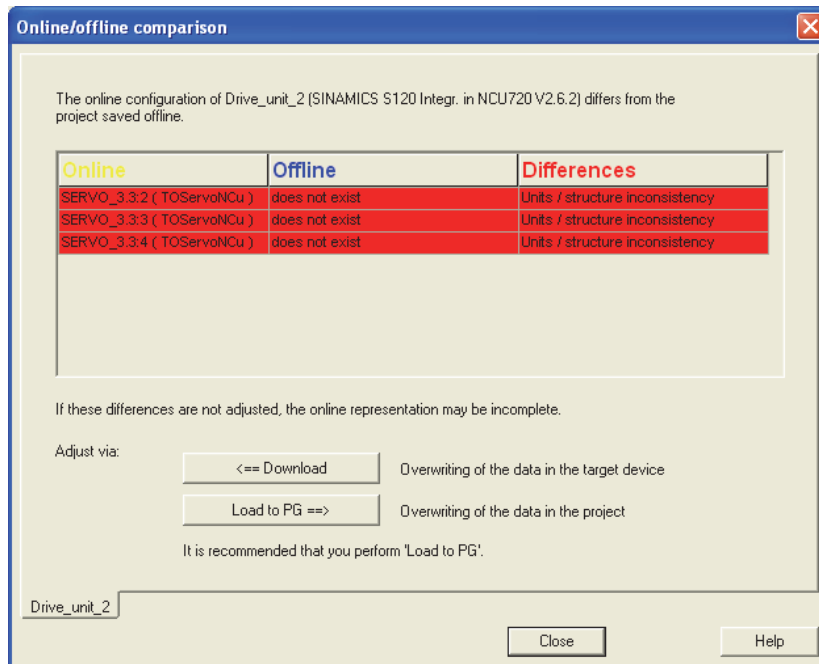 Online/offline comparison
The online configuration of Drive_unit_2 (SINAMICS S120 Integr. in NCU720 V2.6.2) differs from the
project saved offline.
Online Offline Differences
SERVO_3.3:2 ( TOServoNCu ) does not exist Units / structure inconsistency
SERVO_3.3:3 ( TOServoNCu ) does not exist Units / structure inconsistency
SERVO_3.3:4 ( TOServoNCu ) does not exist Units / structure inconsistency
If these differences are not adjusted, the online representation may be incomplete.
Adjust via:
<== Download Overwriting of the data in the target device
Load to PG ==> Overwriting of the data in the project
It is recommended that you perform 'Load to PG'.
Drive_unit_2
Close Help